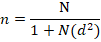 n = N / 1 + N(d²)